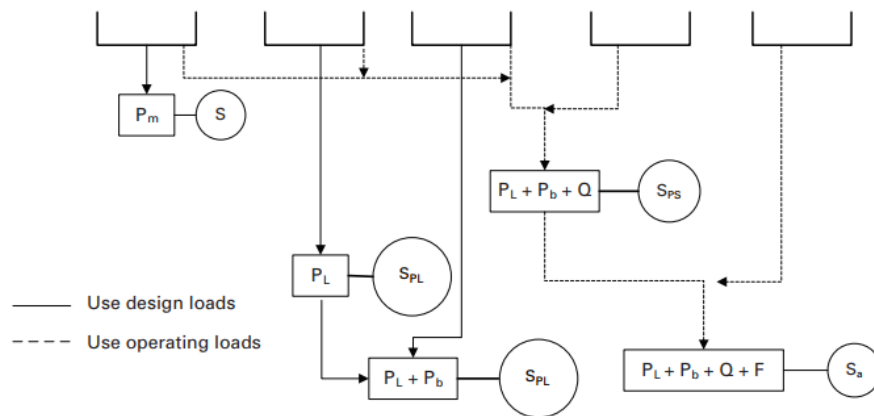 Pm
S
PL + Pb + Q
SPS
PL
SPL
Use design loads
Use operating loads
PL + Pb
SPL
PL + Pb + Q + F
Sa